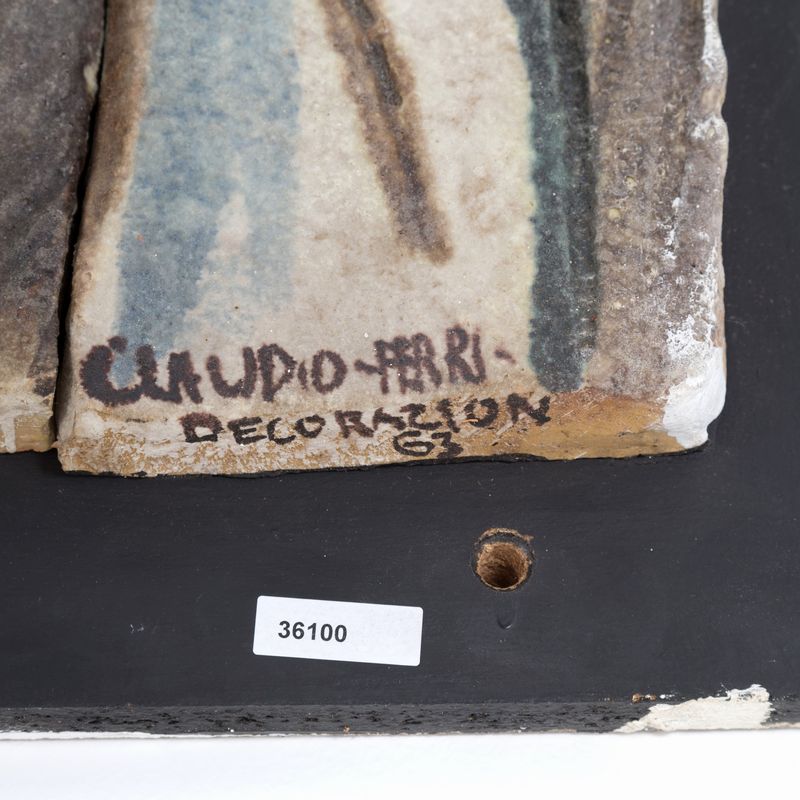 CLAUDIO-FERRI-
DECORAZION
63
36100